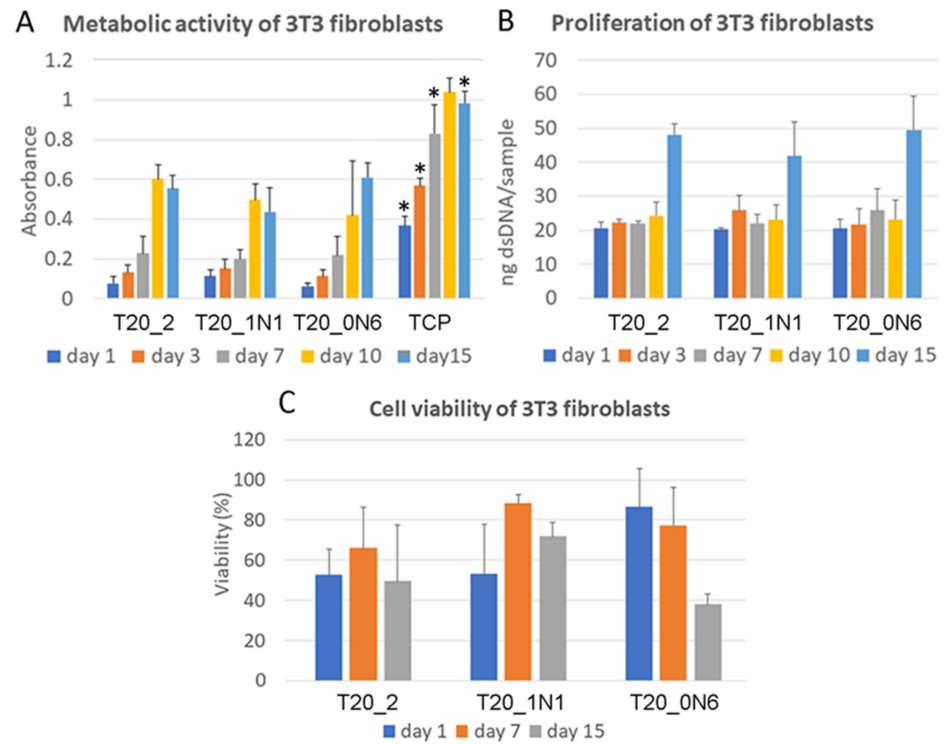 A Metabolic activity of 3T3 fibroblasts
1.2
1
0.8
0.6
0.4
0.2
0
Absorbance
* * * *
T20_2 T20_1N1 T20_0N6 TCP
day 1 day 3 day 7 day 10 day15
B Proliferation of 3T3 fibroblasts
70
60
50
40
30
20
10
0
ng dsDNA/sample
T20_2 T20_1N1 T20_0N6
day 1 day 3 day 7 day 10 day 15
C Cell viability of 3T3 fibroblasts
120
100
80
60
40
20
0
Viability (%)
T20_2 T20_1N1 T20_0N6
day 1 day 7 day 15